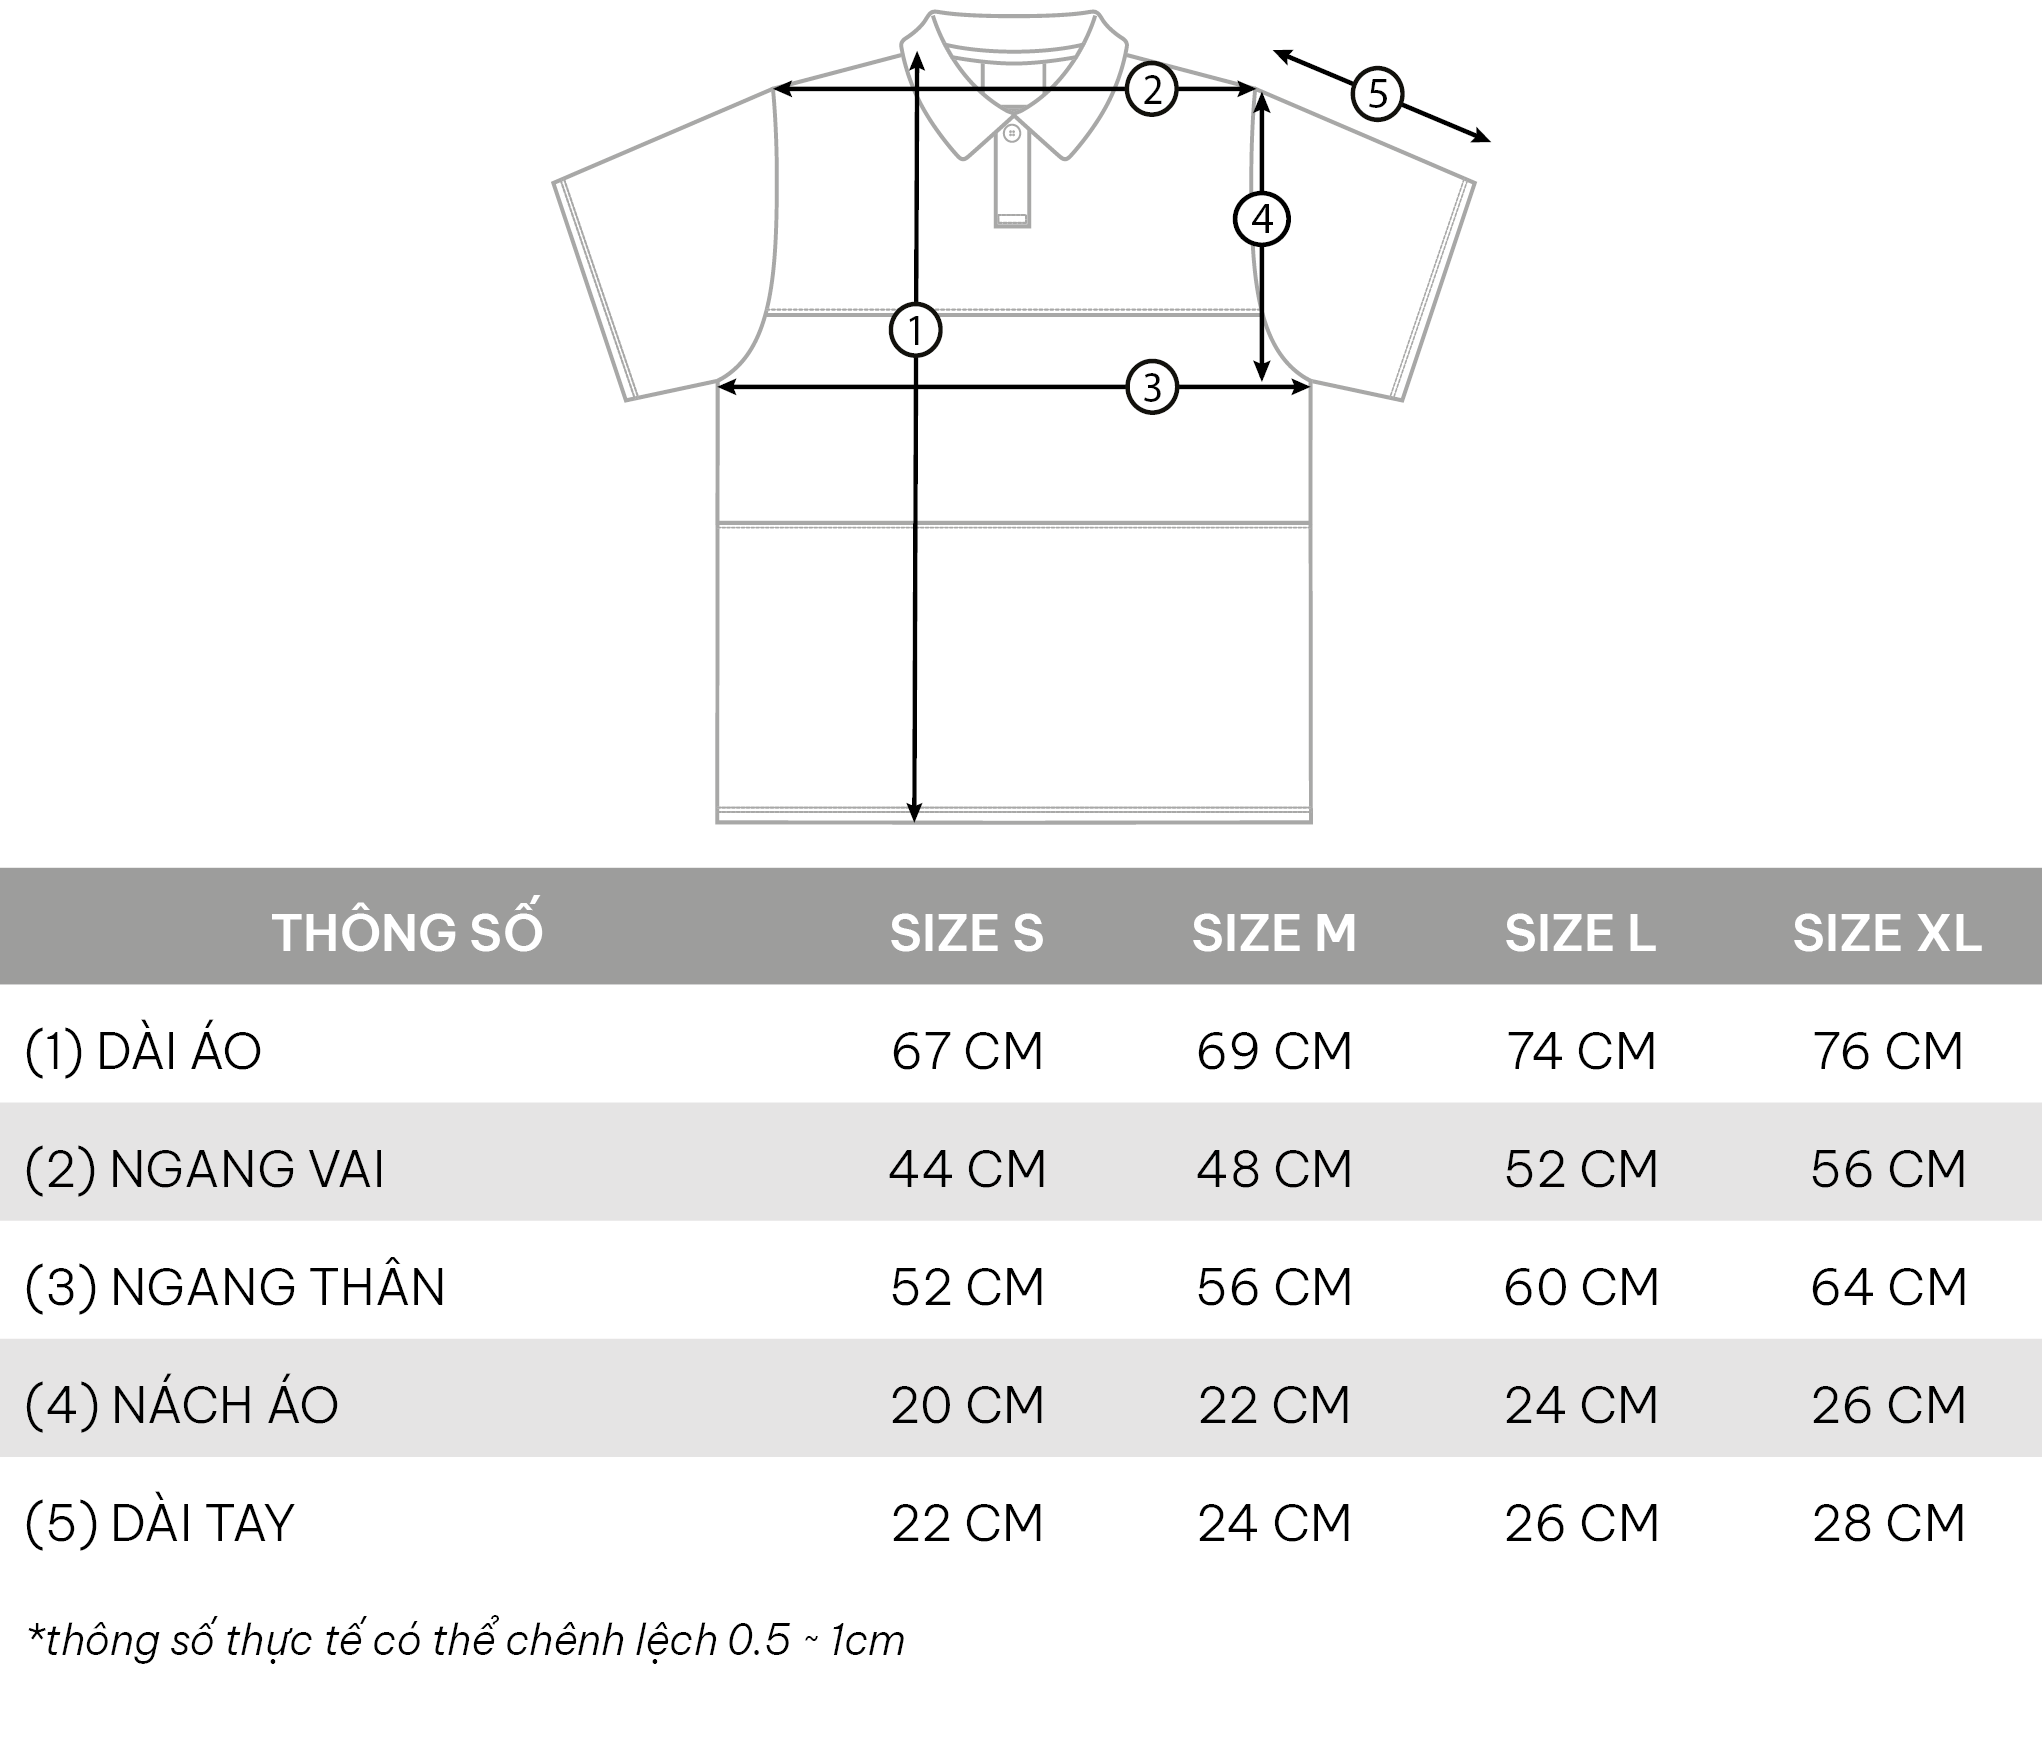 2
5
4
1
3
THÔNG SỐ SIZE S SIZE M SIZE L SIZE XL
(1) DÀI ÁO 67 CM 69 CM 74 CM 76 CM
(2) NGANG VAI 44 CM 48 CM 52 CM 56 CM
(3) NGANG THÂN 52 CM 56 CM 60 CM 64 CM
(4) NÁCH ÁO 20 CM 22 CM 24 CM 26 CM
(5) DÀI TAY 22 CM 24 CM 26 CM 28 CM
*thông số thực tế có thể chênh lệch 0.5 ~ 1cm